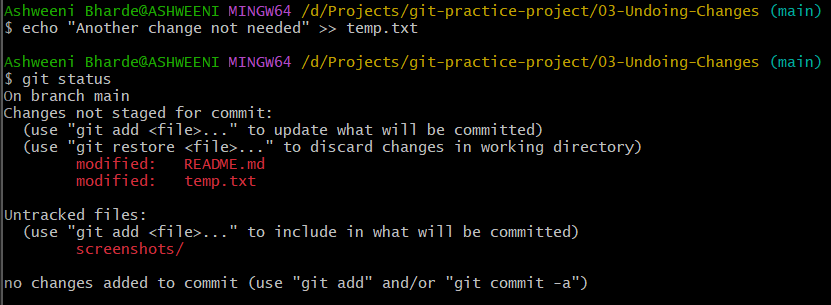 Ashweeni Bharde@ASHWEENI MINGW64 /d/Projects/git-practice-project/03-Undoing-Changes (main)
$ echo "Another change not needed" >> temp.txt
Ashweeni Bharde@ASHWEENI MINGW64 /d/Projects/git-practice-project/03-Undoing-Changes (main)
$ git status
On branch main
Changes not staged for commit:
  (use "git add <file>..." to update what will be committed)
  (use "git restore <file>..." to discard changes in working directory)
        modified:   README.md
        modified:   temp.txt
Untracked files:
  (use "git add <file>..." to include in what will be committed)
        screenshots/
no changes added to commit (use "git add" and/or "git commit -a")